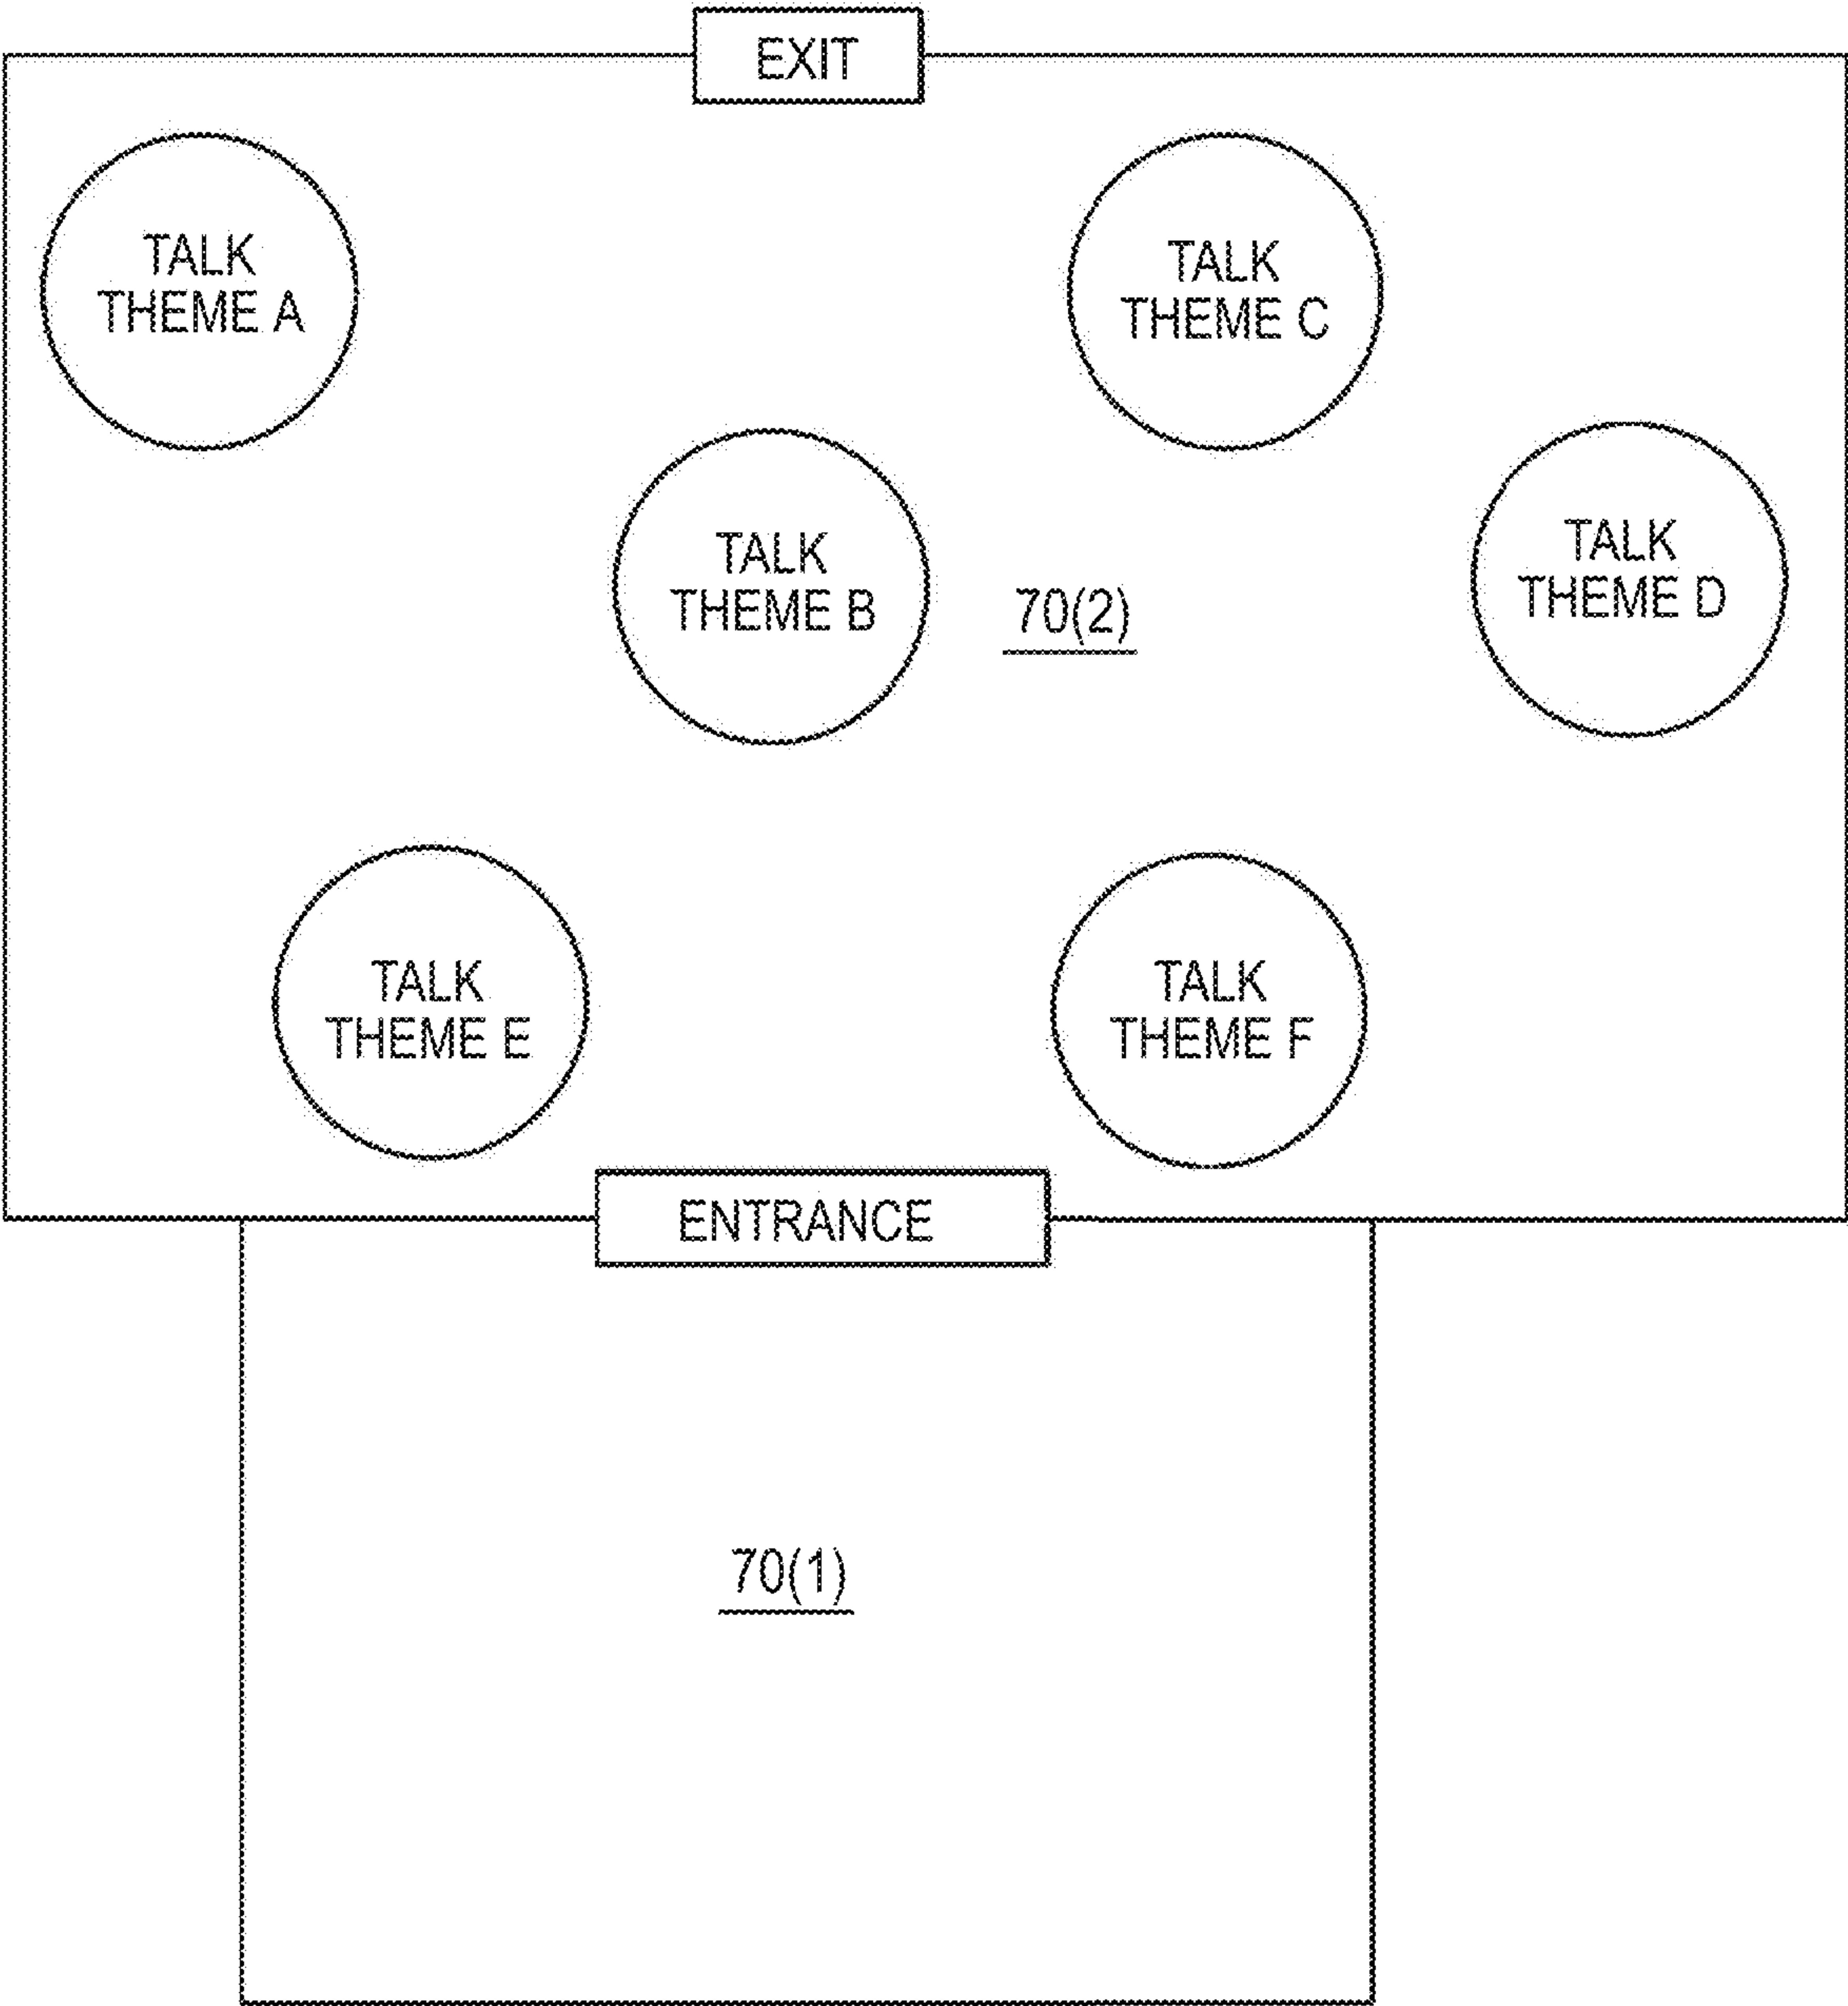 EXIT
TALK
THEME A
TALK
THEME C
TALK
THEME B
70(2)
TALK
THEME D
TALK
THEME E
TALK
THEME F
ENTRANCE
70(1)